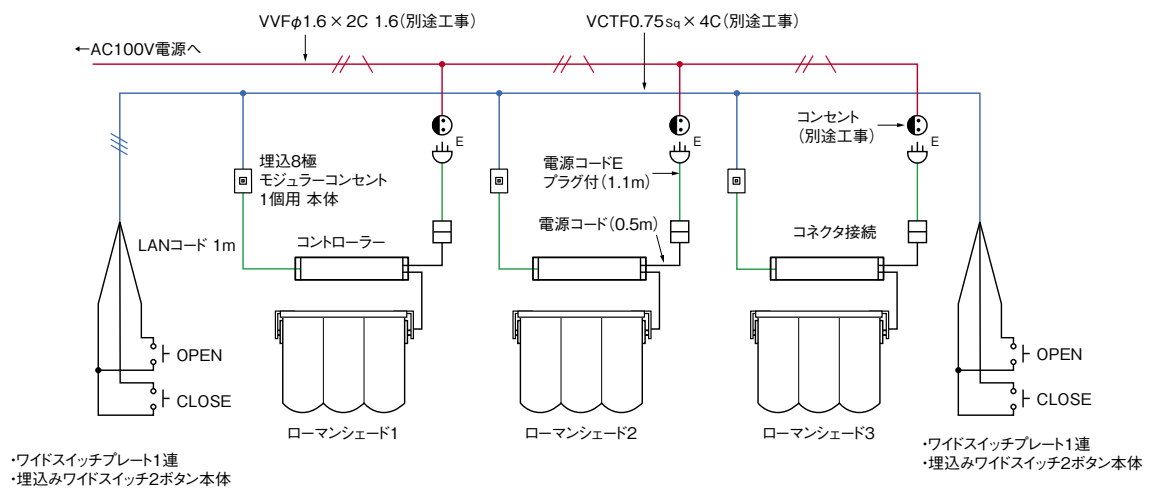 VVFφ1.6×2C 1.6(別途工事)
VCTF0.75Sq×4C(別途工事)
←AC100V電源へ
コンセント
(別途工事)
E
E
E
埋込8極
モジュラーコンセント
1個用 本体
電源コードE
プラグ付(1.1m)
電源コード(0.5m)
LANコード 1m
コントローラー
コネクタ接続
OPEN
CLOSE
OPEN
CLOSE
ローマンシェード1
ローマンシェード2
ローマンシェード3
・ワイドスイッチプレート1連
・埋込みワイドスイッチ2ボタン本体
・ワイドスイッチプレート1連
・埋込みワイドスイッチ2ボタン本体